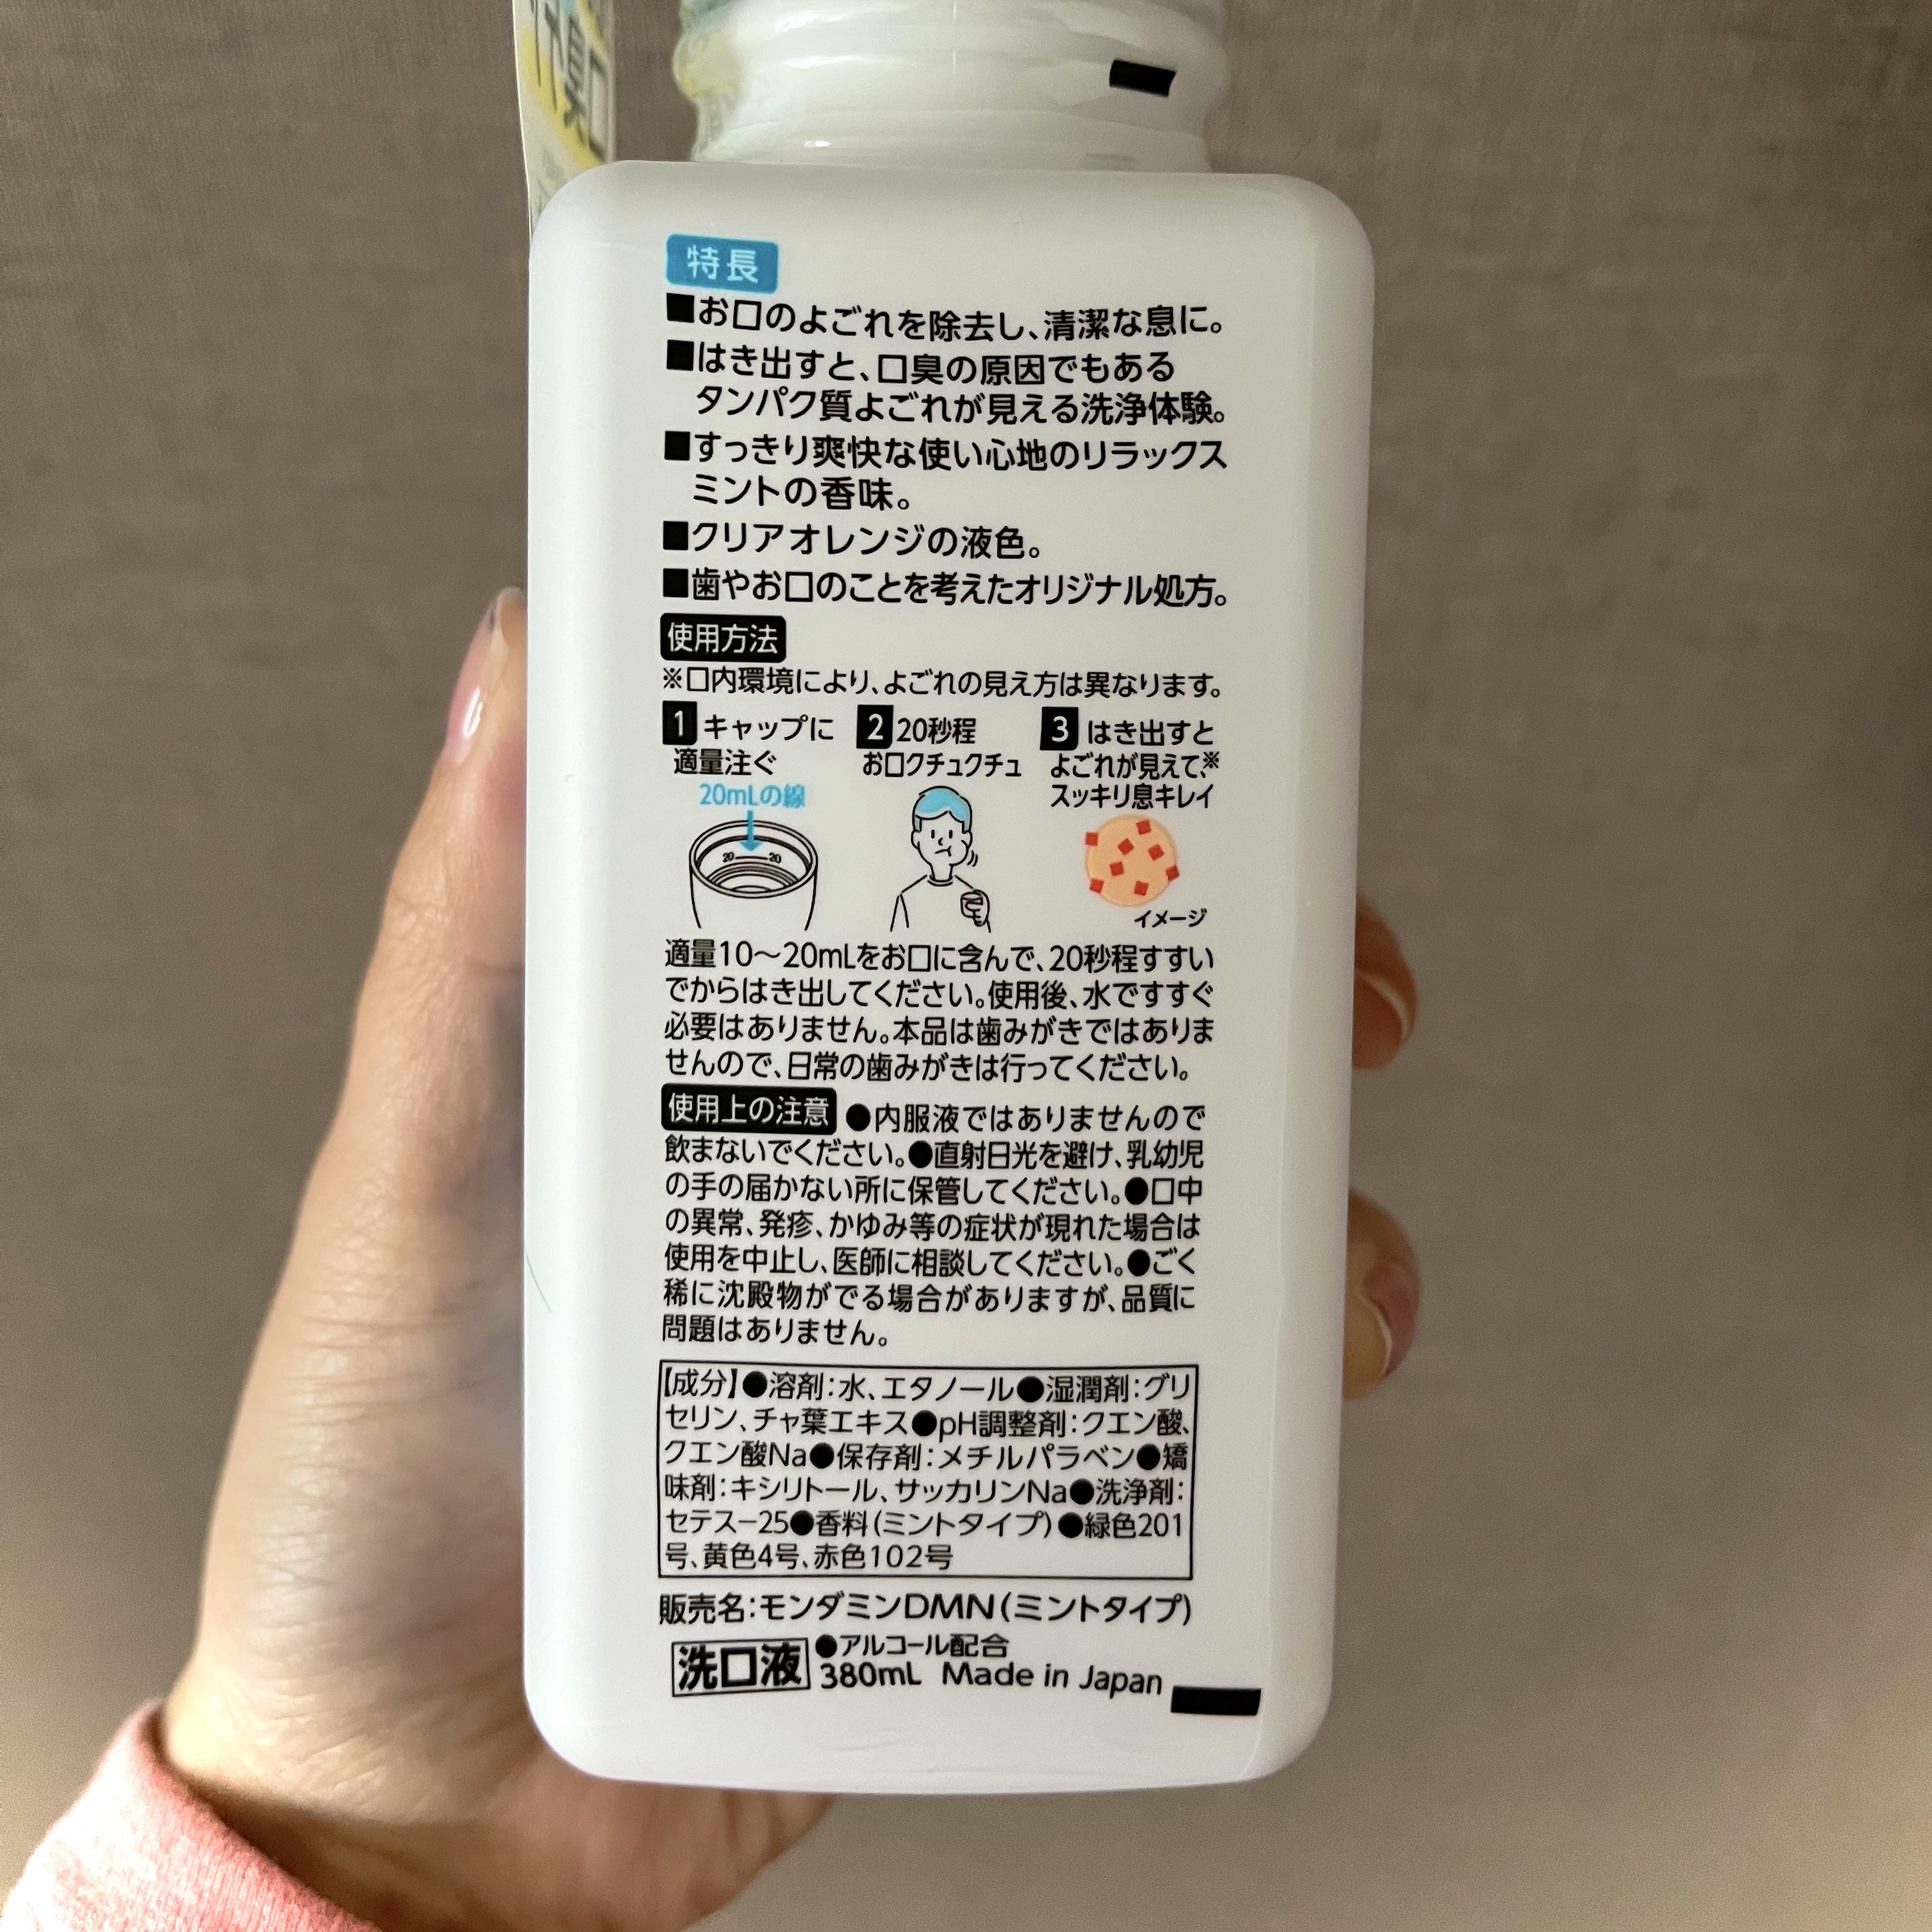 口臭
特長
■お口のよごれを除去し、清潔な息に。
■はき出すと、口臭の原因でもある
タンパク質よごれが見える洗浄体験。
■すっきり爽快な使い心地のリラックス
ミントの香味。
■クリアオレンジの液色。
■歯やお口のことを考えたオリジナル処方。
使用方法
※口内環境により、よごれの見え方は異なります。
1 キャップに
適量注ぐ
20mLの線
20 20
2 20秒程
お口クチュクチュ
3 はき出すと
よごれが見えて、※
スッキリ息キレイ
イメージ
適量10〜20mLをお口に含んで、20秒程すすい
でからはき出してください。使用後、水ですすぐ
必要はありません。本品は歯みがきではありま
せんので、日常の歯みがきは行ってください。
使用上の注意 ●内服液ではありませんので
飲まないでください。●直射日光を避け、乳幼児
の手の届かない所に保管してください。●口中
の異常、発疹、かゆみ等の症状が現れた場合は
使用を中止し、医師に相談してください。●ごく
稀に沈殿物がでる場合がありますが、品質に
問題はありません。
【成分】●溶剤：水、エタノール●湿潤剤：グリ
セリン、チャ葉エキス●pH調整剤：クエン酸、
クエン酸Na●保存剤：メチルパラベン●矯
味剤：キシリトール、サッカリンNa●洗浄剤：
セテス−25●香料（ミントタイプ）●緑色201
号、黄色4号、赤色102号
販売名：モンダミンDMN（ミントタイプ）
洗口液 ●アルコール配合
380mL Made in Japan